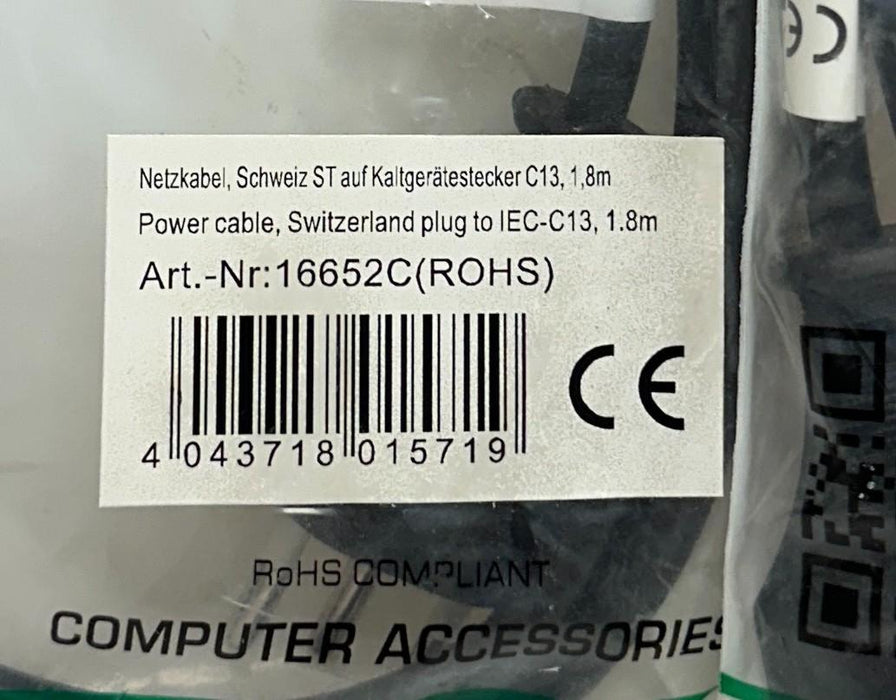 Netzkabel, Schweiz ST auf Kaltgerätestecker C13, 1,8m
Power cable, Switzerland plug to IEC-C13, 1.8m
Art.-Nr:16652C(ROHS)
CE
4 043718 015719
RoHS COMPLIANT
COMPUTER ACCESSORIES
CE